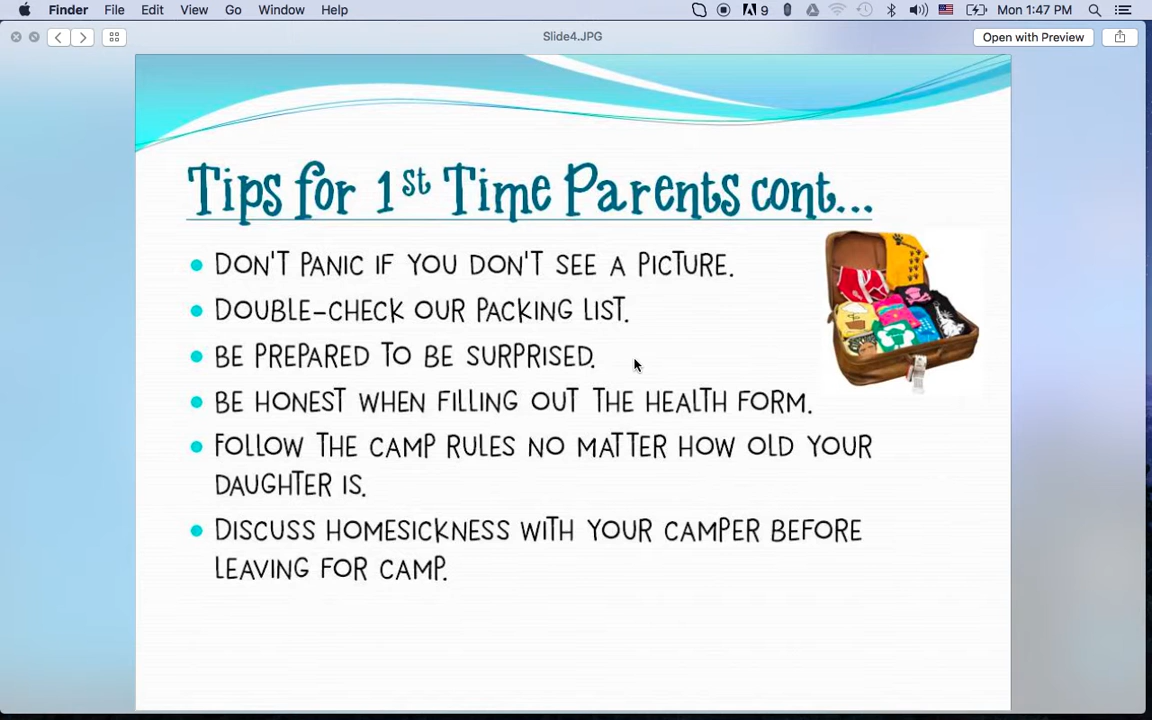 Finder File Edit View Go Window Help 9 Mon 1:47 PM
Slide4.JPG
Open with Preview
Tips for 1st Time Parents cont...
DON'T PANIC IF YOU DON'T SEE A PICTURE.
DOUBLE-CHECK OUR PACKING LIST.
BE PREPARED TO BE SURPRISED.
BE HONEST WHEN FILLING OUT THE HEALTH FORM.
FOLLOW THE CAMP RULES NO MATTER HOW OLD YOUR
DAUGHTER IS.
DISCUSS HOMESICKNESS WITH YOUR CAMPER BEFORE
LEAVING FOR CAMP.